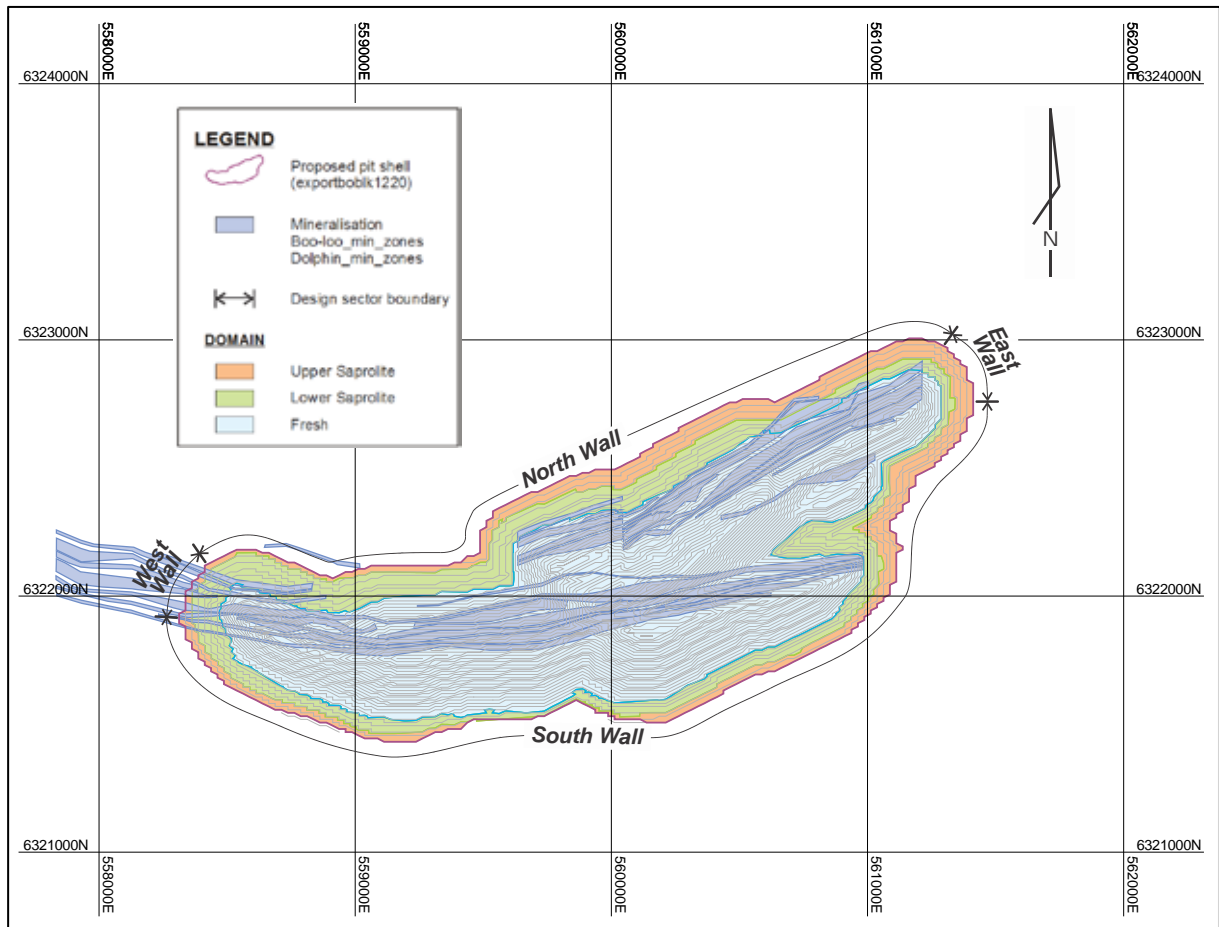 558000E
559000E
560000E
561000E
562000E
6324000N
6324000N
LEGEND
Proposed pit shell
(exportboblk1220)
Mineralisation
Boo-loo_min_zones
Dolphin_min_zones
Design sector boundary
DOMAIN
Upper Saprolite
Lower Saprolite
Fresh
N
6323000N
6323000N
East
Wall
North Wall
West
Wall
6322000N
6322000N
South Wall
6321000N
6321000N
558000E
559000E
560000E
561000E
562000E